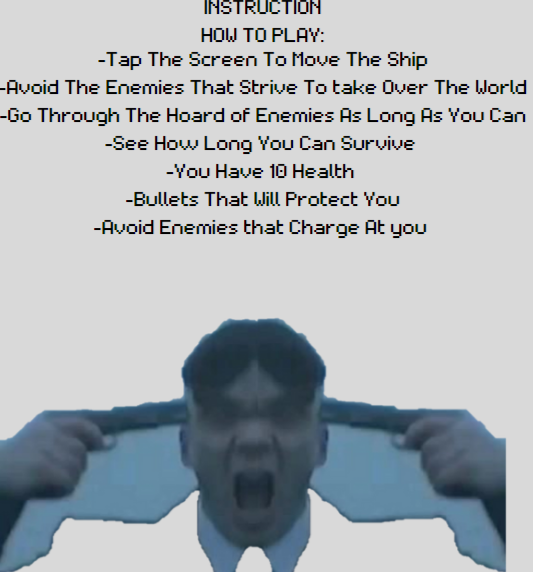 INSTRUCTION
HOW TO PLAY:
-Tap The Screen To Move The Ship
-Avoid The Enemies That Strive To take Over The World
-Go Through The Hoard of Enemies As Long As You Can
-See How Long You Can Survive
-You Have 10 Health
-Bullets That Will Protect You
-Avoid Enemies that Charge At you